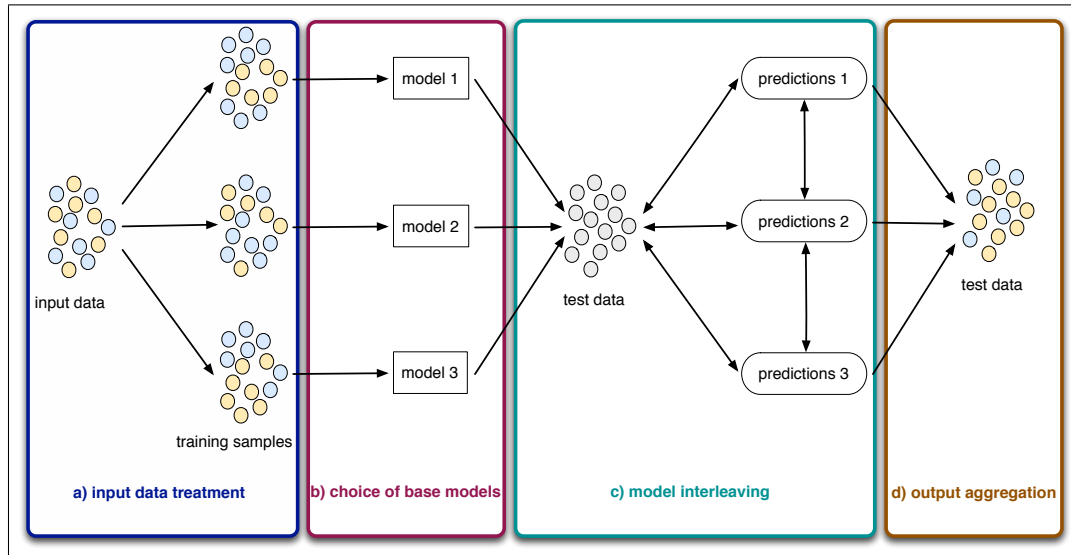 model 1
predictions 1
model 2
predictions 2
input data
test data
test data
model 3
predictions 3
training samples
a) input data treatment
b) choice of base models
c) model interleaving
d) output aggregation